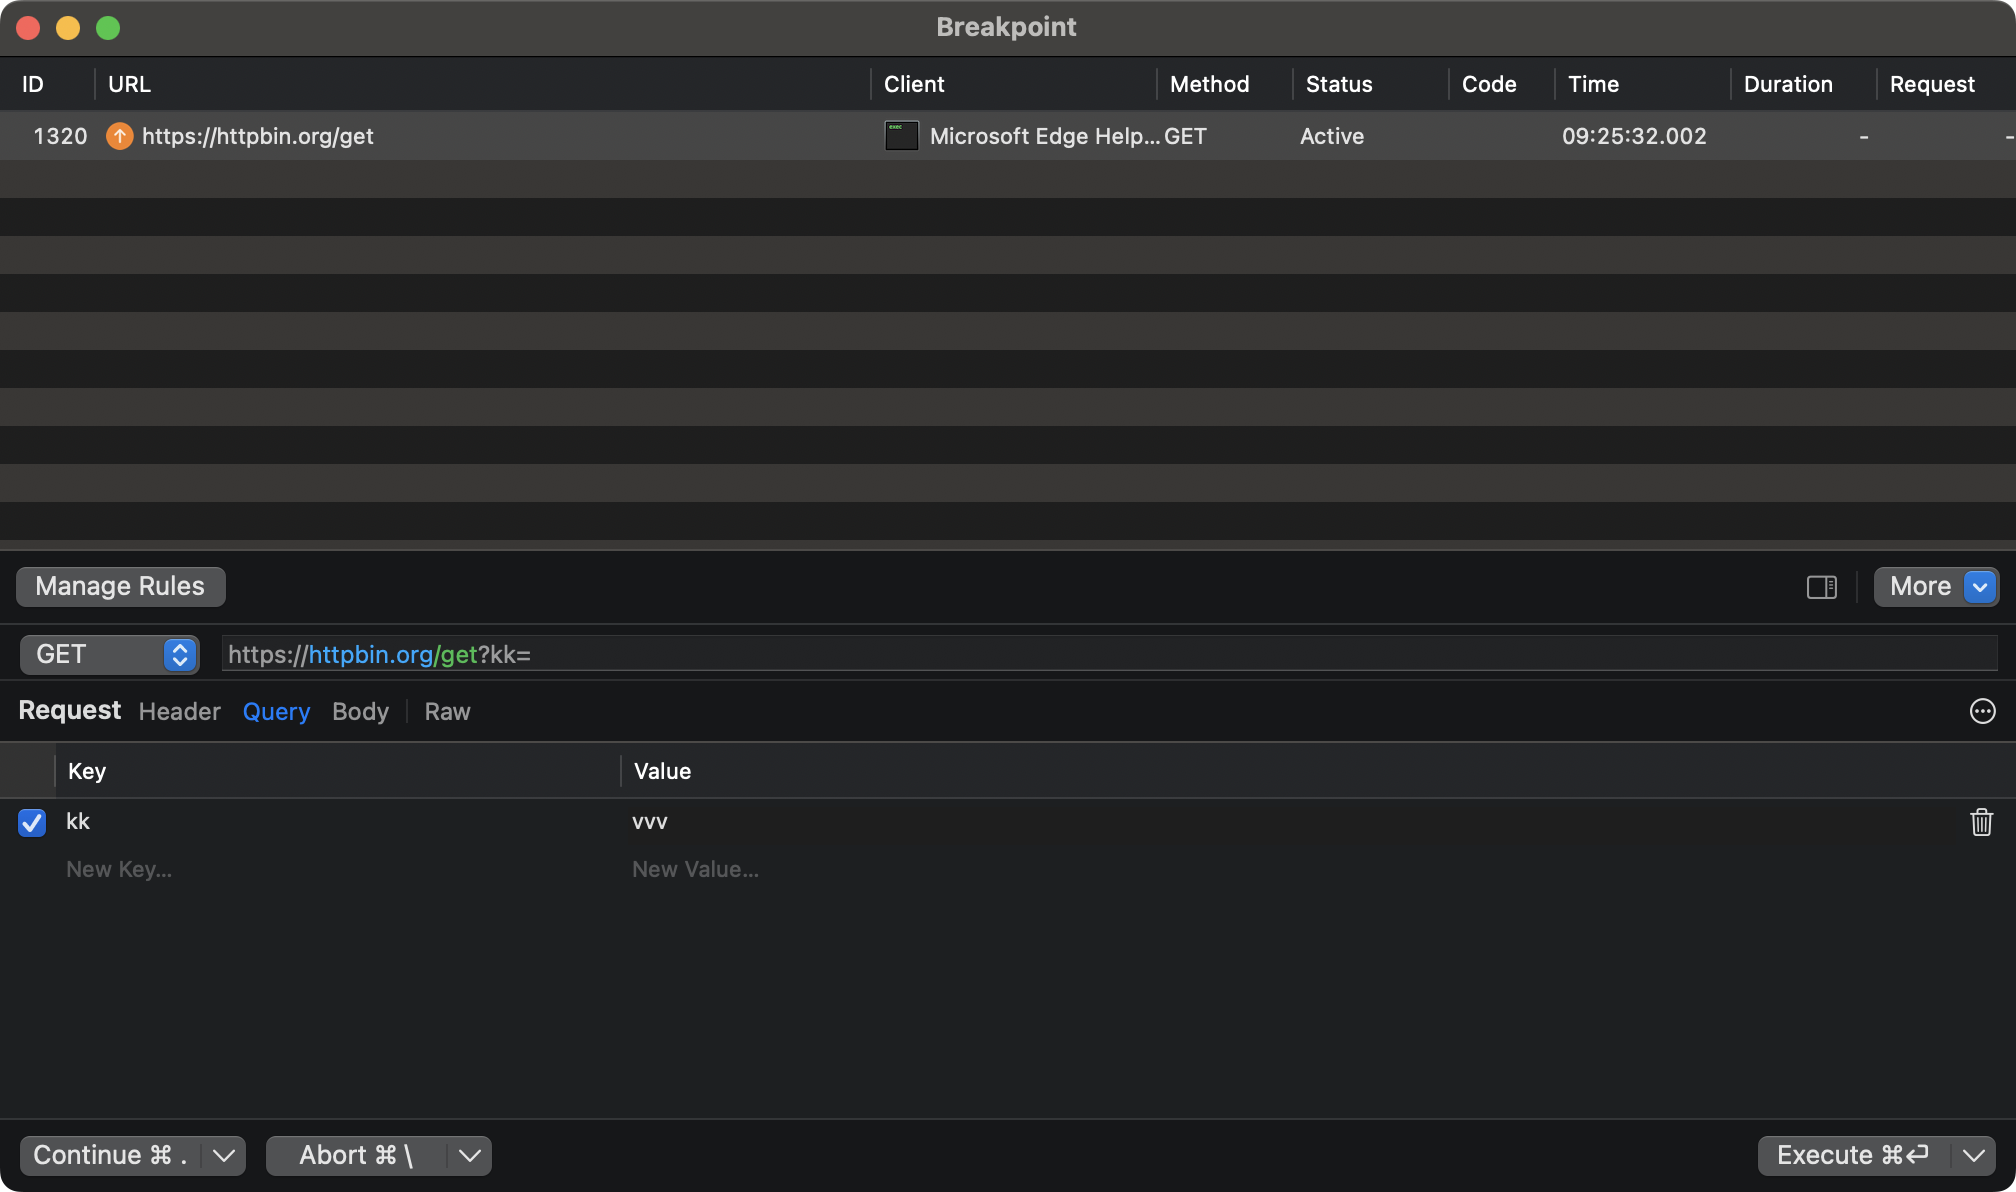 Breakpoint
ID URL Client Method Status Code Time Duration Request
1320 https://httpbin.org/get exec Microsoft Edge Help... GET Active 09:25:32.002 - -
Manage Rules More
GET https://httpbin.org/get?kk=
Request Header Query Body Raw
Key Value
kk vvv
New Key... New Value...
Continue ⌘ . Abort ⌘ \ Execute ⌘↩